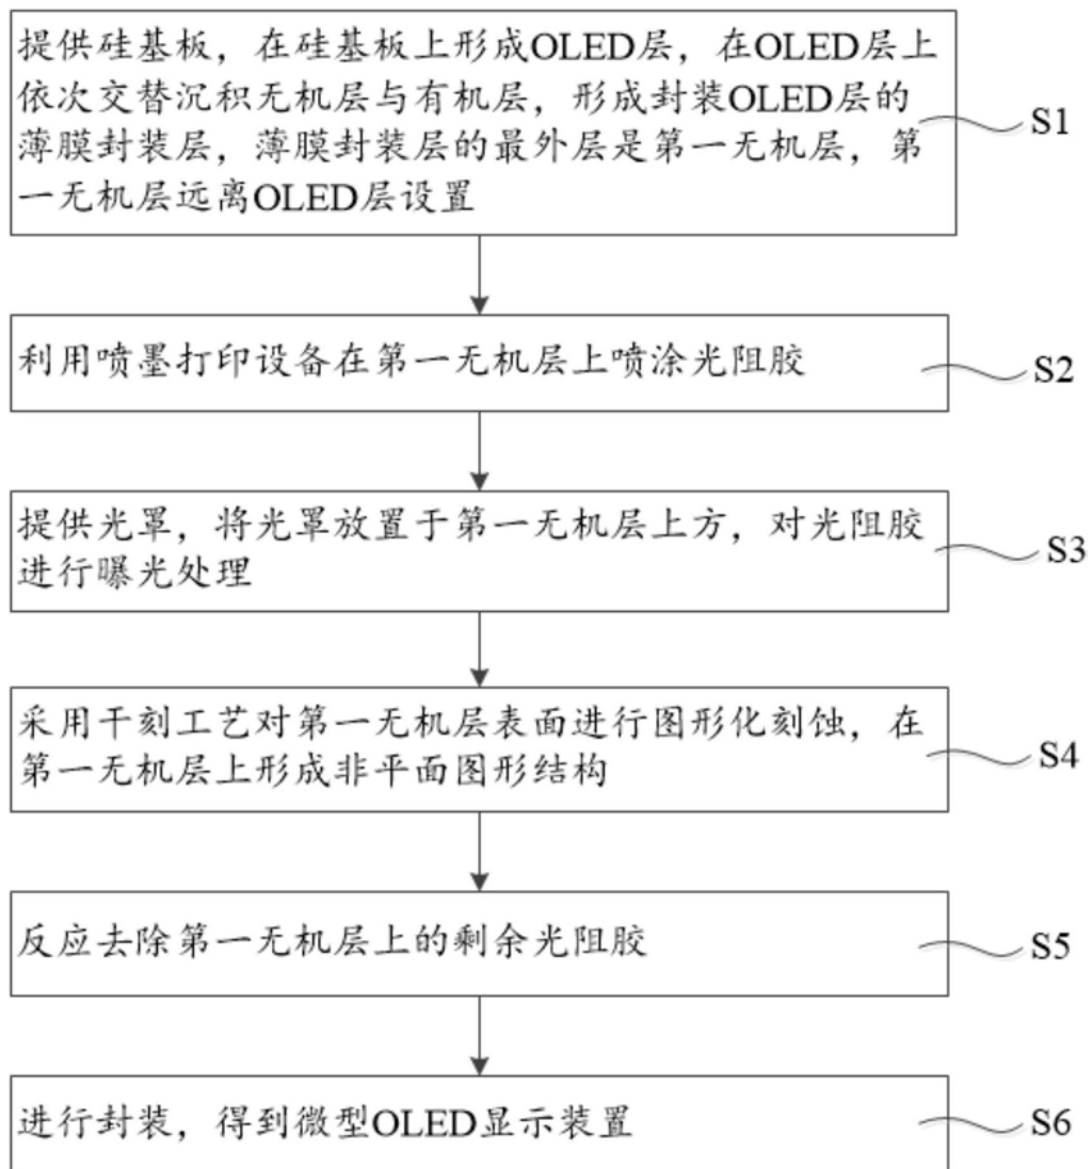 提供硅基板，在硅基板上形成OLED层，在OLED层上
依次交替沉积无机层与有机层，形成封装OLED层的
薄膜封装层，薄膜封装层的最外层是第一无机层，第
一无机层远离OLED层设置
S1
利用喷墨打印设备在第一无机层上喷涂光阻胶
S2
提供光罩，将光罩放置于第一无机层上方，对光阻胶
进行曝光处理
S3
采用干刻工艺对第一无机层表面进行图形化刻蚀，在
第一无机层上形成非平面图形结构
S4
反应去除第一无机层上的剩余光阻胶
S5
进行封装，得到微型OLED显示装置
S6